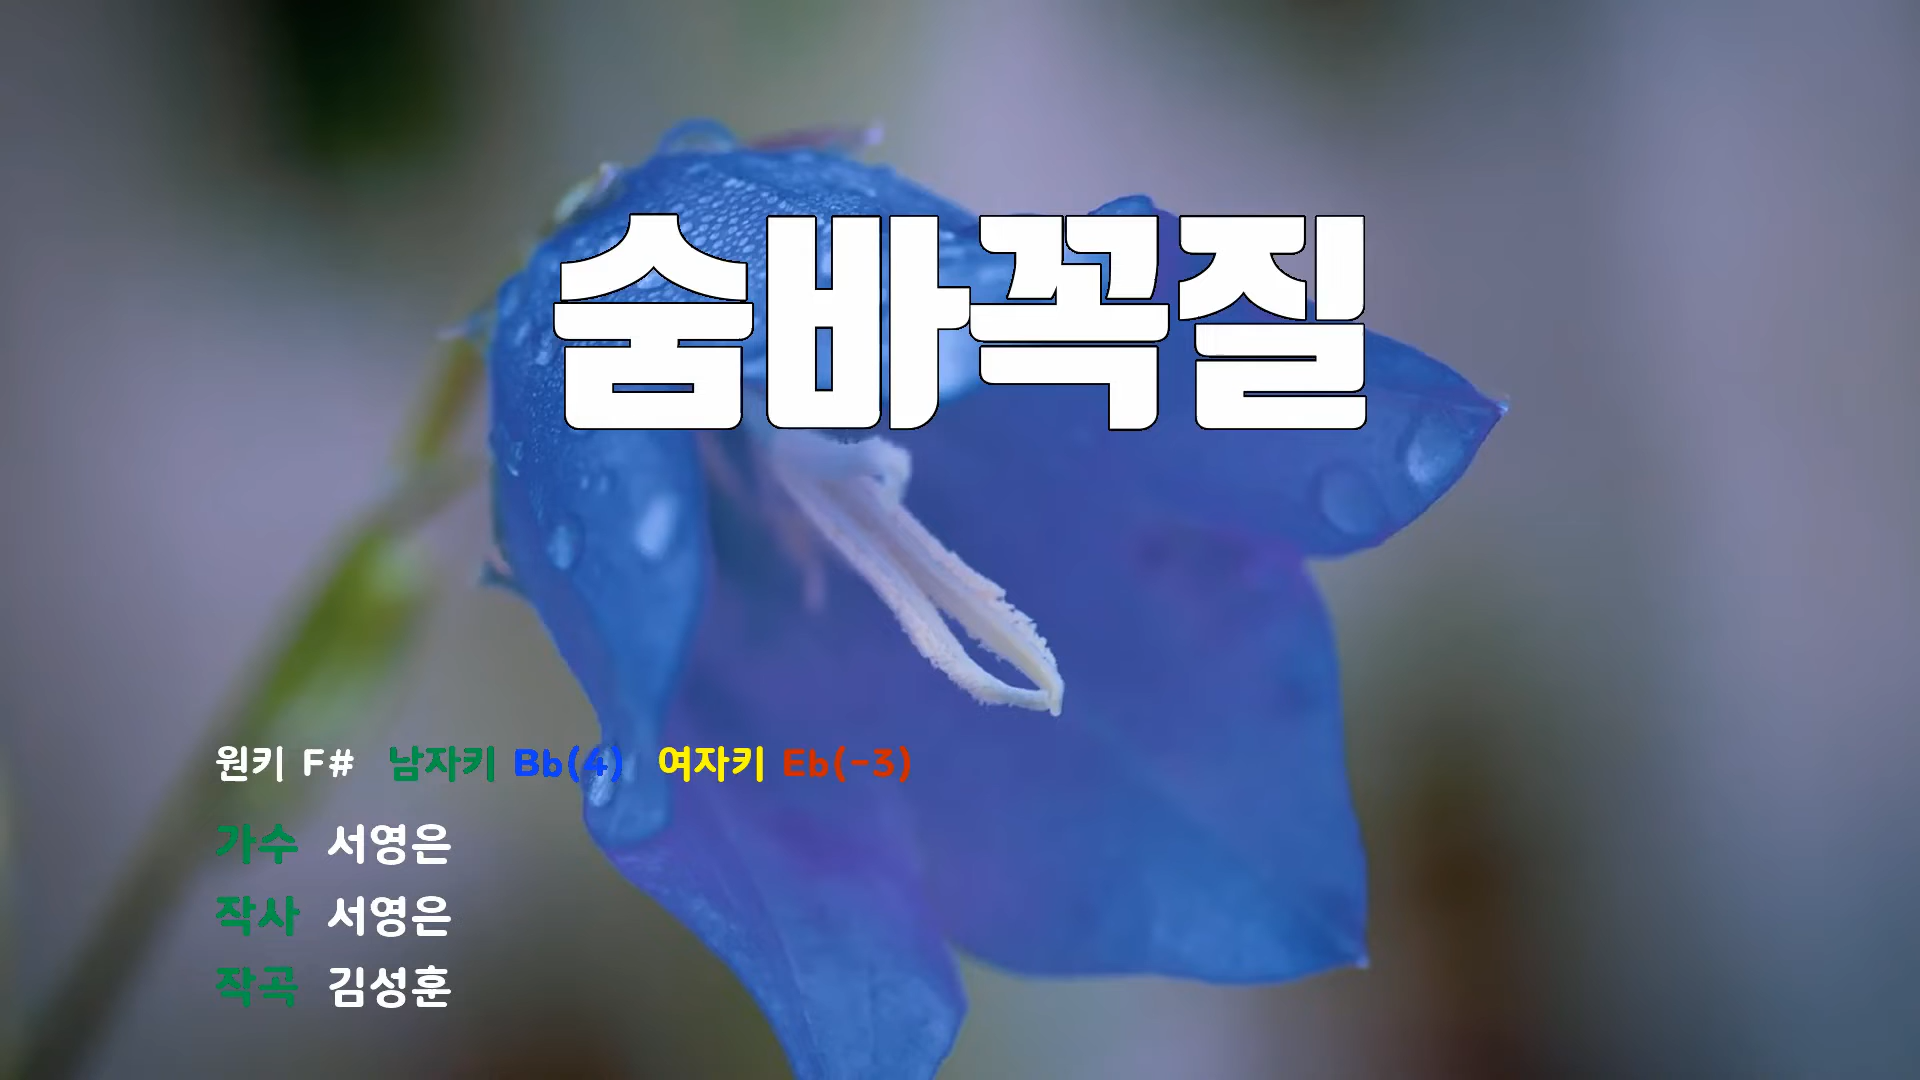 숨바꼭질
원키 F# 남자키 Bb(4) 여자키 Eb(-3)
가수 서영은
작사 서영은
작곡 김성훈